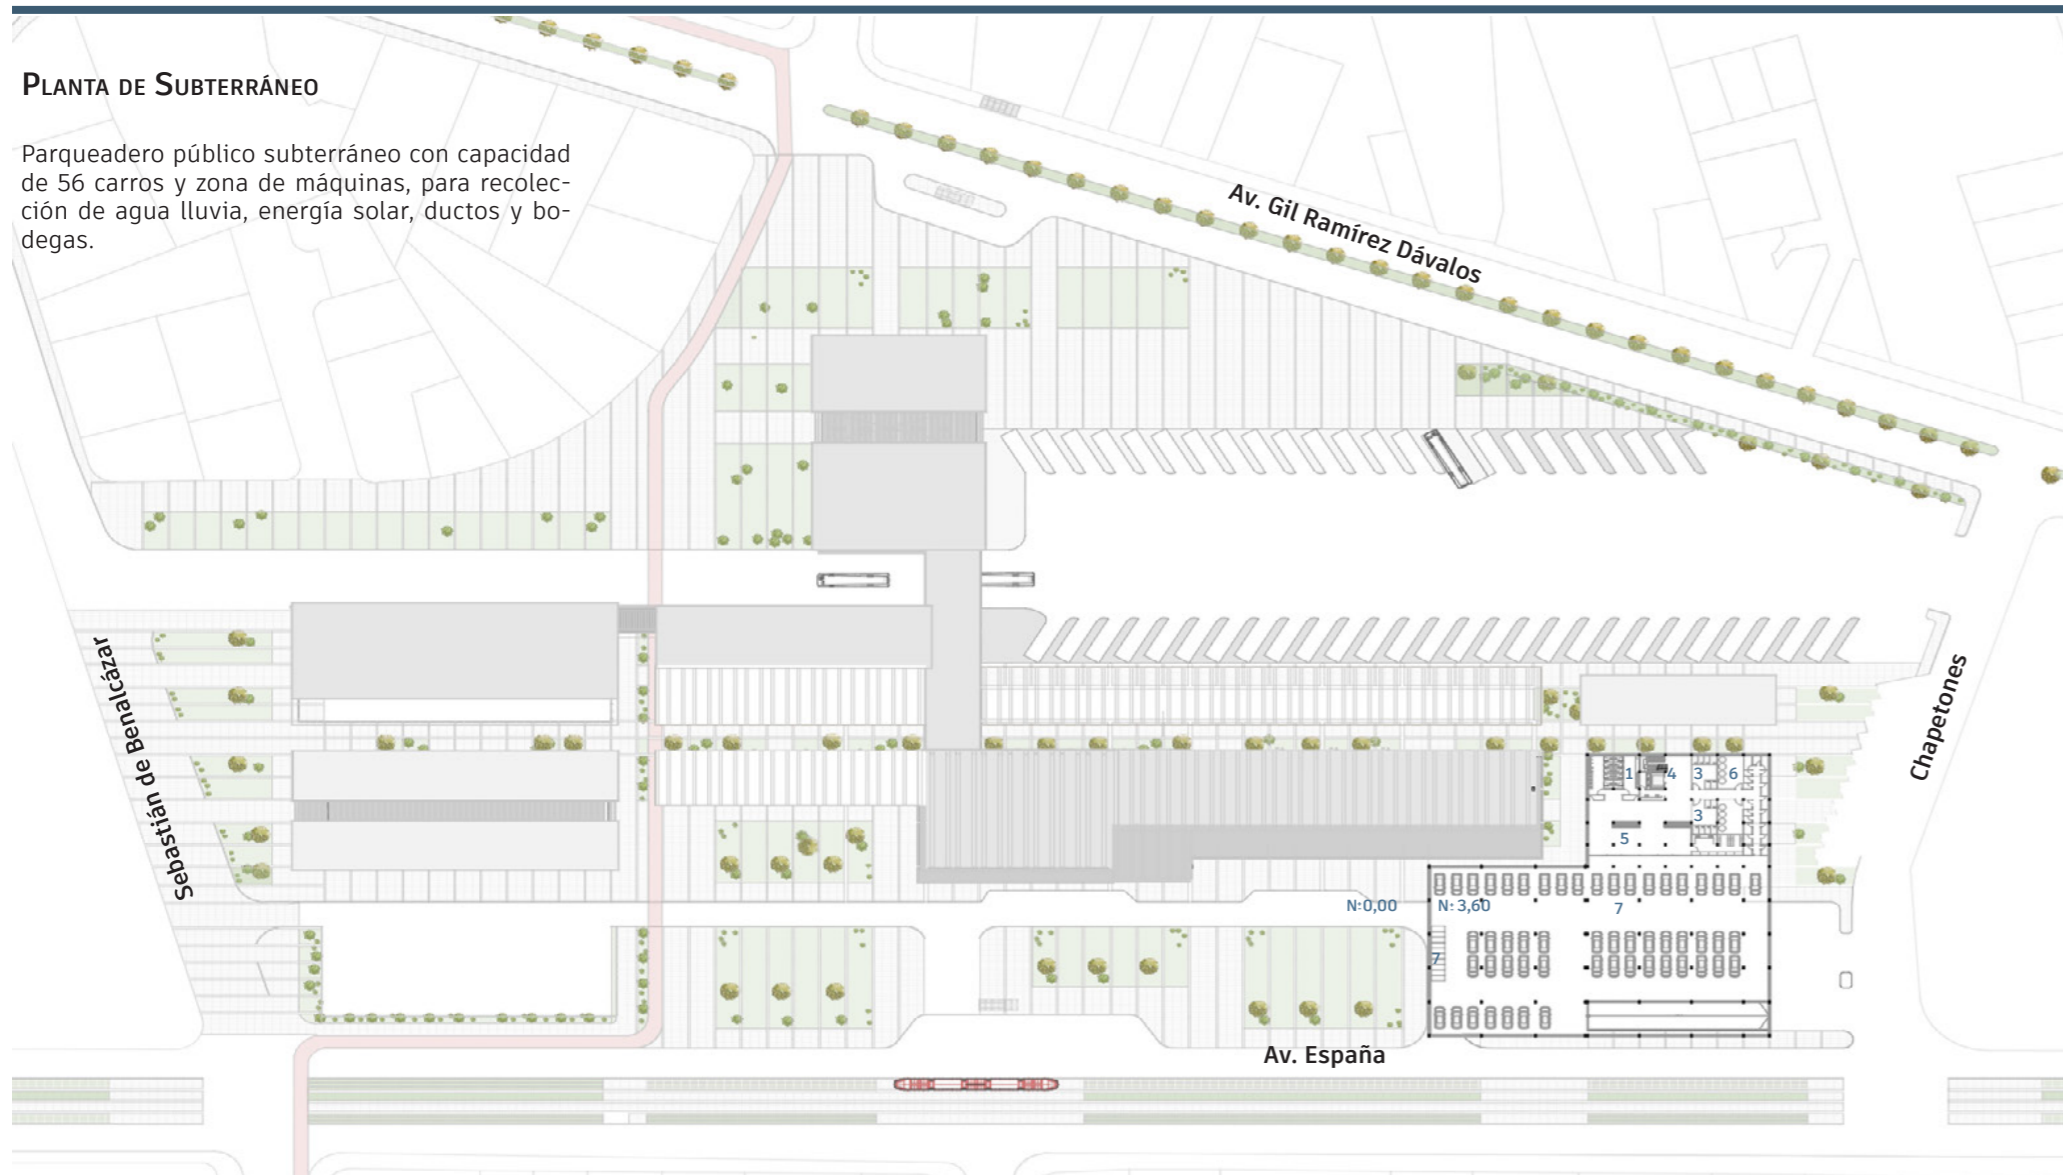 PLANTA DE SUBTERRÁNEO
Parqueadero público subterráneo con capacidad
de 56 carros y zona de máquinas, para recolec-
ción de agua lluvia, energía solar, ductos y bo-
degas.
Av. Gil Ramírez Dávalos
Sebastián de Benalcázar
Chapetones
1
4
3
6
3
5
N:0,00
N: 3,60
7
7
Av. España